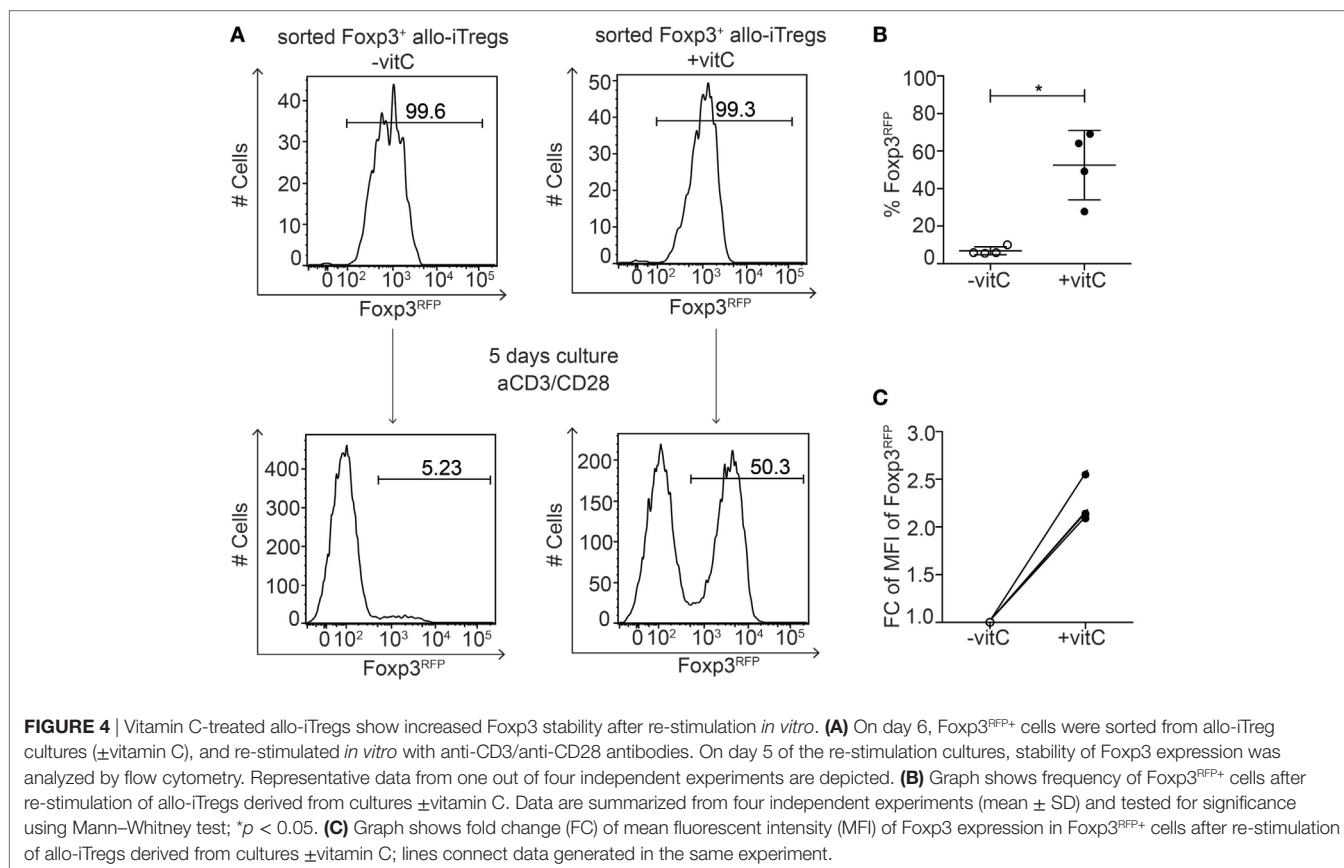 A
sorted Foxp3⁺ allo-iTregs
-vitC
# Cells
40
30
20
10
0
99.6
0 10² 10³ 10⁴ 10⁵
Foxp3ᴿᶠᴾ
sorted Foxp3⁺ allo-iTregs
+vitC
# Cells
50
40
30
20
10
0
99.3
0 10² 10³ 10⁴ 10⁵
Foxp3ᴿᶠᴾ
5 days culture
aCD3/CD28
# Cells
400
300
200
100
0
5.23
0 10² 10³ 10⁴ 10⁵
Foxp3ᴿᶠᴾ
# Cells
200
150
100
50
0
50.3
0 10² 10³ 10⁴ 10⁵
Foxp3ᴿᶠᴾ
B
% Foxp3ᴿᶠᴾ
100
80
60
40
20
0
*
-vitC +vitC
C
FC of MFI of Foxp3ᴿᶠᴾ
3.0
2.5
2.0
1.5
1.0
-vitC +vitC
FIGURE 4 | Vitamin C-treated allo-iTregs show increased Foxp3 stability after re-stimulation in vitro. (A) On day 6, Foxp3ᴿᶠᴾ⁺ cells were sorted from allo-iTreg
cultures (±vitamin C), and re-stimulated in vitro with anti-CD3/anti-CD28 antibodies. On day 5 of the re-stimulation cultures, stability of Foxp3 expression was
analyzed by flow cytometry. Representative data from one out of four independent experiments are depicted. (B) Graph shows frequency of Foxp3ᴿᶠᴾ⁺ cells after
re-stimulation of allo-iTregs derived from cultures ±vitamin C. Data are summarized from four independent experiments (mean ± SD) and tested for significance
using Mann–Whitney test; *p < 0.05. (C) Graph shows fold change (FC) of mean fluorescent intensity (MFI) of Foxp3 expression in Foxp3ᴿᶠᴾ⁺ cells after re-stimulation
of allo-iTregs derived from cultures ±vitamin C; lines connect data generated in the same experiment.